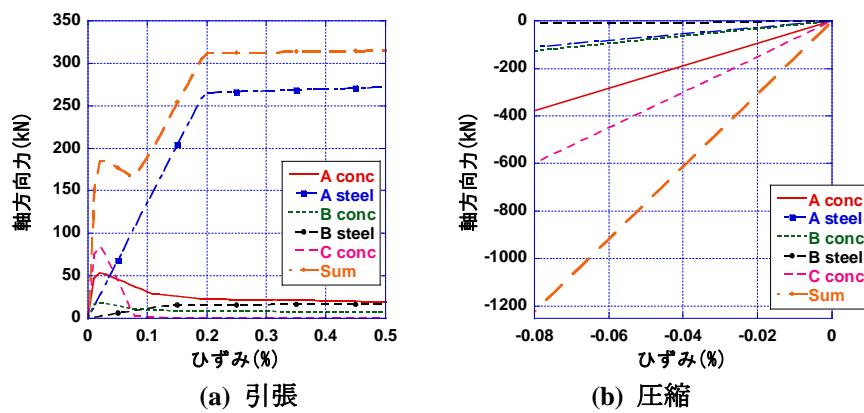 350
300
250
200
150
100
50
0
軸方向力(kN)
0 0.1 0.2 0.3 0.4 0.5
ひずみ(%)
A conc
A steel
B conc
B steel
C conc
Sum
(a) 引張
0
-200
-400
-600
-800
-1000
-1200
軸方向力(kN)
-0.08 -0.06 -0.04 -0.02 0
ひずみ(%)
A conc
A steel
B conc
B steel
C conc
Sum
(b) 圧縮